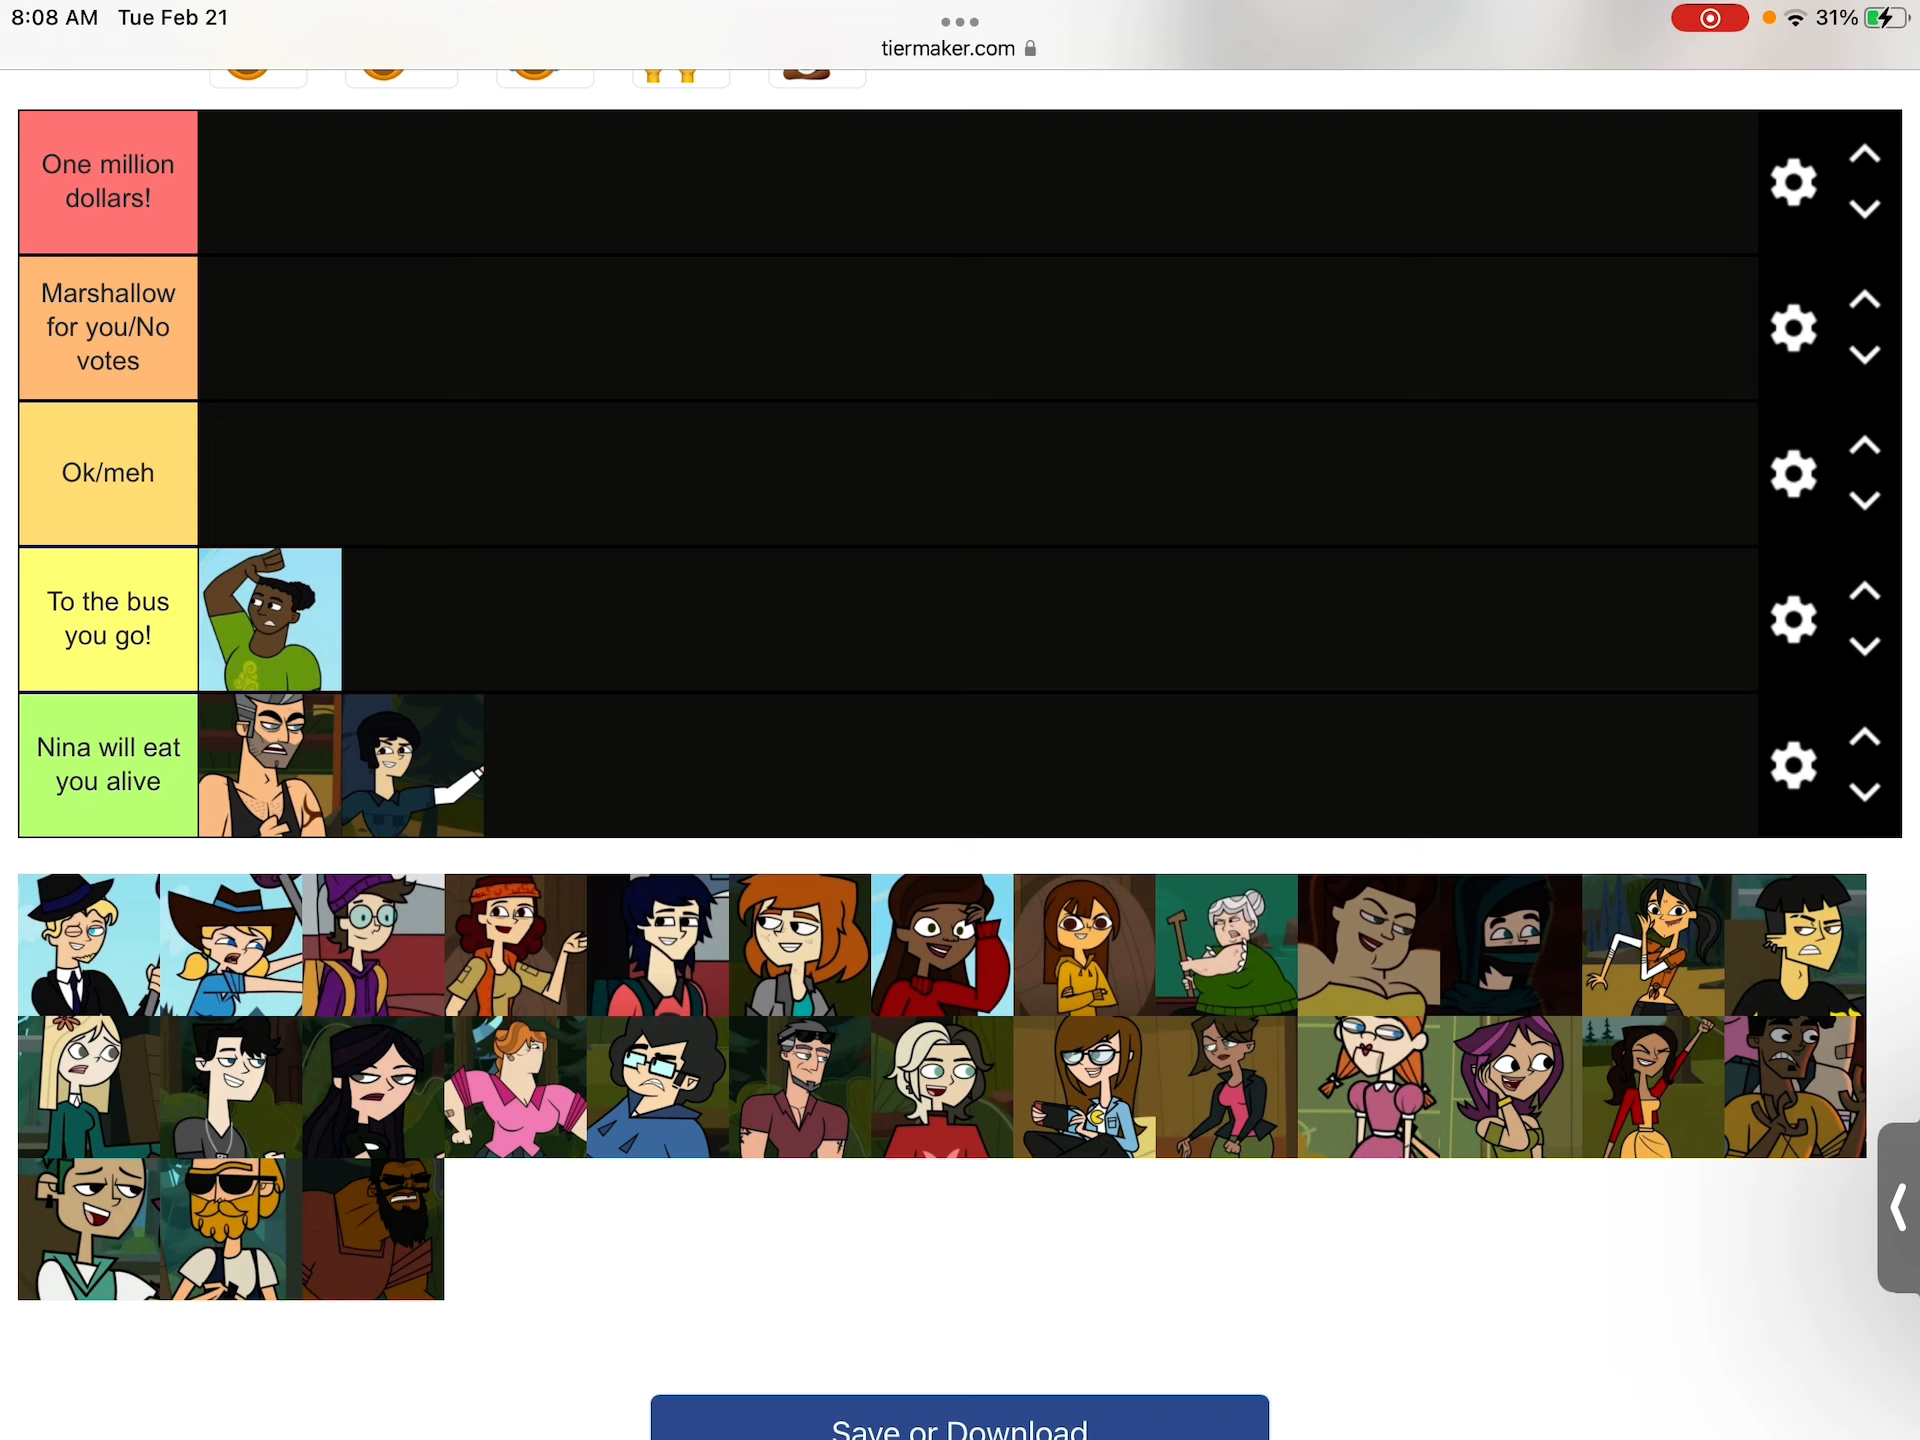 8:08 AM Tue Feb 21
31%
tiermaker.com
One million
dollars!
Marshallow
for you/No
votes
Ok/meh
To the bus
you go!
Nina will eat
you alive
Save or Download